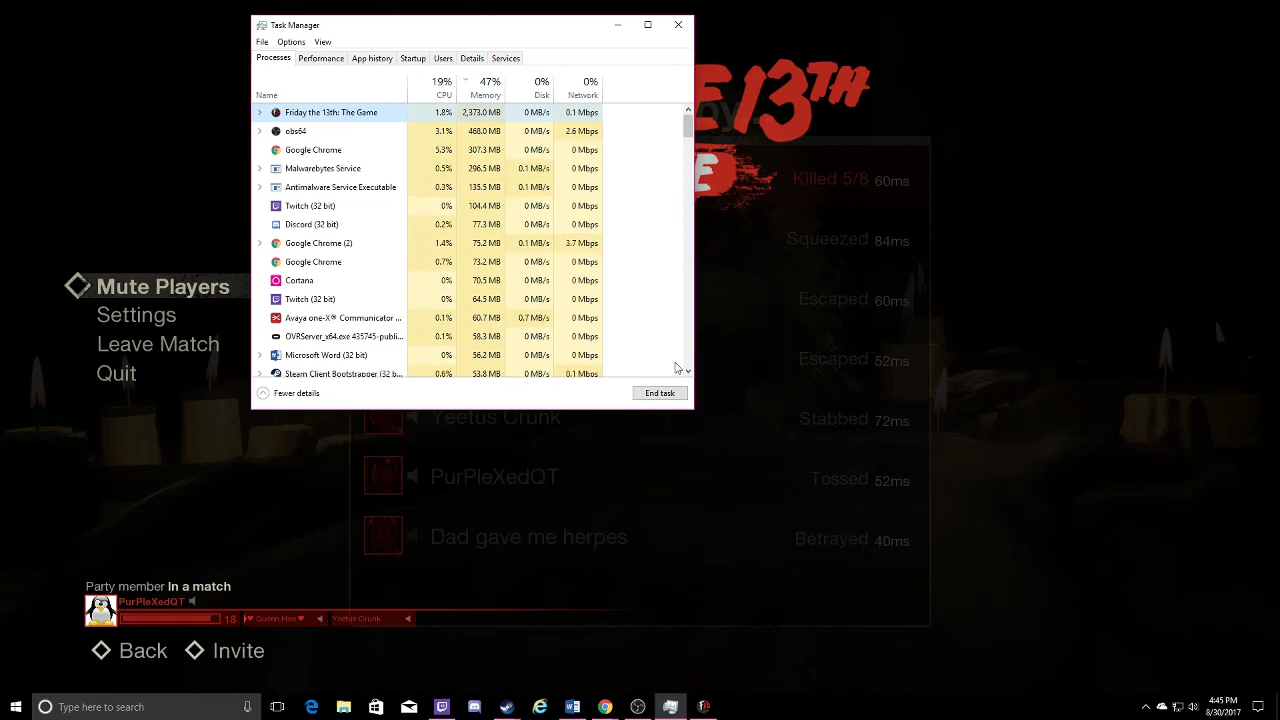 Task Manager
File Options View
Processes Performance App history Startup Users Details Services
19% 47% 0% 0%
Name CPU Memory Disk Network
Friday the 13th: The Game 1.8% 2,373.0 MB 0 MB/s 0.1 Mbps
obs64 3.1% 468.0 MB 0 MB/s 2.6 Mbps
Google Chrome 5.3% 307.3 MB 0 MB/s 0 Mbps
Malwarebytes Service 0.5% 296.5 MB 0.1 MB/s 0 Mbps
Antimalware Service Executable 0.3% 133.3 MB 0.1 MB/s 0 Mbps
Twitch (32 bit) 0% 104.4 MB 0 MB/s 0 Mbps
Discord (32 bit) 0.2% 77.3 MB 0 MB/s 0 Mbps
Google Chrome (2) 1.4% 75.2 MB 0.1 MB/s 3.7 Mbps
Google Chrome 0.7% 73.2 MB 0 MB/s 0 Mbps
Cortana 0% 70.5 MB 0 MB/s 0 Mbps
Twitch (32 bit) 0% 64.5 MB 0 MB/s 0 Mbps
Avaya one-X® Communicator ... 0.1% 60.7 MB 0.7 MB/s 0 Mbps
OVRServer_x64.exe 435745-publi... 0.1% 58.3 MB 0 MB/s 0 Mbps
Microsoft Word (32 bit) 0% 56.2 MB 0 MB/s 0 Mbps
Steam Client Bootstrapper (32 b... 0.6% 53.8 MB 0 MB/s 0.1 Mbps
Fewer details End task
E 13TH
E
Killed 5/8 60ms
Squeezed 84ms
Escaped 60ms
Escaped 52ms
Yeetus Crunk Stabbed 72ms
PurPleXedQT Tossed 52ms
Dad gave me herpes Betrayed 40ms
Mute Players
Settings
Leave Match
Quit
Party member In a match
PurPleXedQT
18 ♥ Queen Hoe ♥ Yeetus Crunk
Back Invite
Type here to search
4:45 PM
8/30/2017